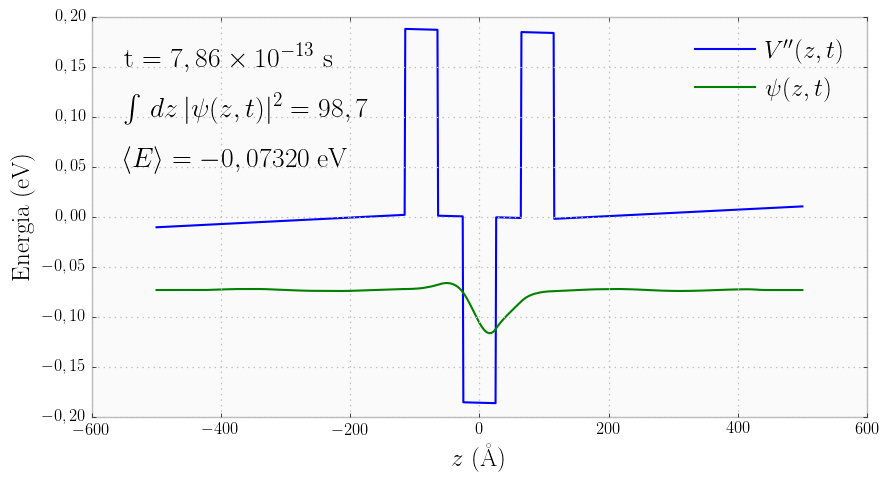 0,20
0,15
0,10
0,05
0,00
−0,05
−0,10
−0,15
−0,20
Energia (eV)
t = 7,86 × 10⁻¹³ s
∫ dz |ψ(z, t)|² = 98,7
⟨E⟩ = −0,07320 eV
V′′(z, t)
ψ(z, t)
−600 −400 −200 0 200 400 600
z (Å)